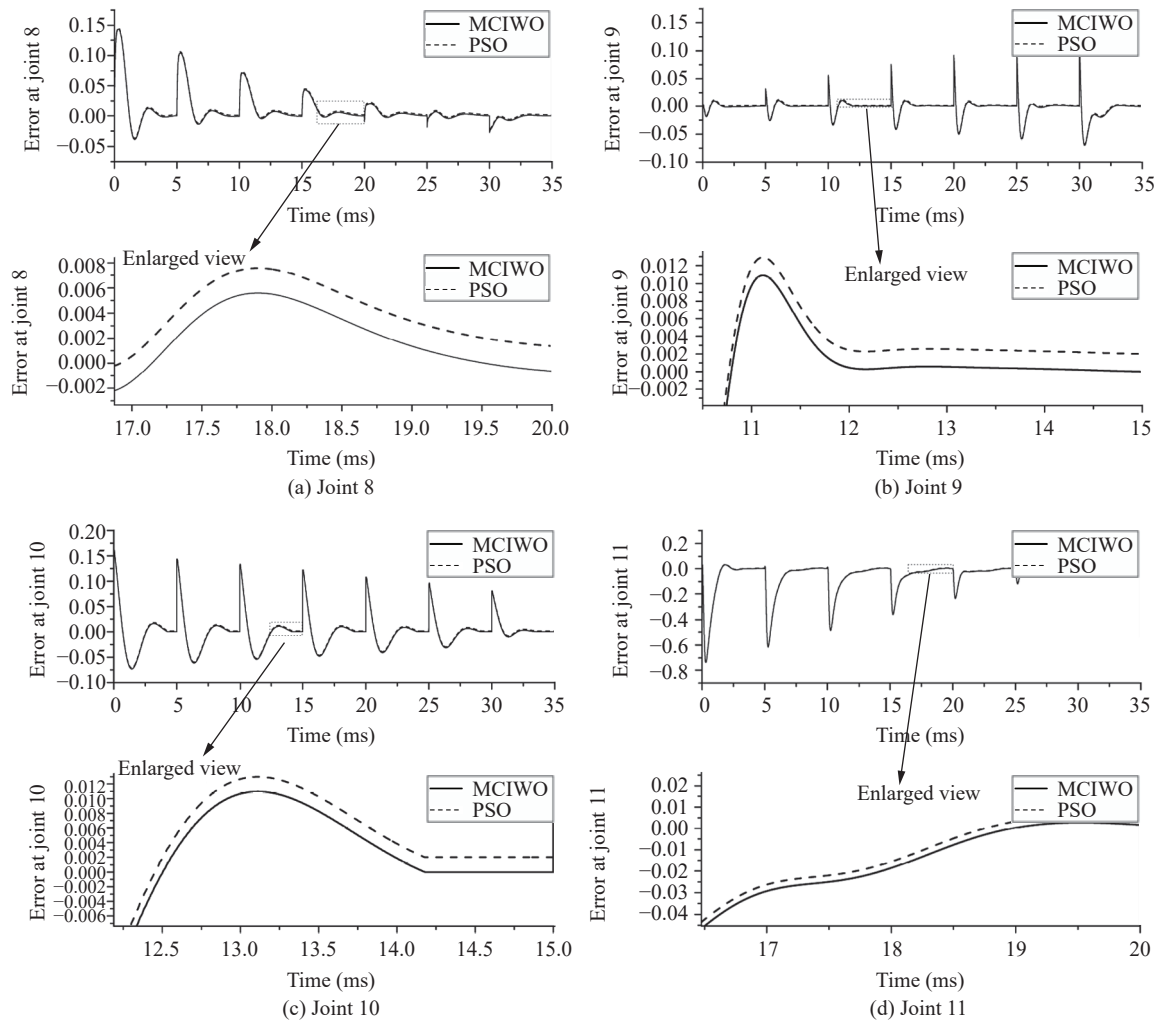 Error at joint 8
0.15
0.10
0.05
0.00
−0.05
MCIWO
PSO
0 5 10 15 20 25 30 35
Time (ms)
Enlarged view
Error at joint 8
0.008
0.006
0.004
0.002
0.000
−0.002
MCIWO
PSO
17.0 17.5 18.0 18.5 19.0 19.5 20.0
Time (ms)
(a) Joint 8
Error at joint 9
0.15
0.10
0.05
0.00
−0.05
−0.10
MCIWO
PSO
0 5 10 15 20 25 30 35
Time (ms)
Enlarged view
Error at joint 9
0.012
0.010
0.008
0.006
0.004
0.002
0.000
−0.002
MCIWO
PSO
11 12 13 14 15
Time (ms)
(b) Joint 9
Error at joint 10
0.20
0.15
0.10
0.05
0.00
−0.05
−0.10
MCIWO
PSO
0 5 10 15 20 25 30 35
Time (ms)
Enlarged view
Error at joint 10
0.012
0.010
0.008
0.006
0.004
0.002
0.000
−0.002
−0.004
−0.006
MCIWO
PSO
12.5 13.0 13.5 14.0 14.5 15.0
Time (ms)
(c) Joint 10
Error at joint 11
0.2
0.0
−0.2
−0.4
−0.6
−0.8
MCIWO
PSO
0 5 10 15 20 25 30 35
Time (ms)
Enlarged view
Error at joint 11
0.02
0.01
0.00
−0.01
−0.02
−0.03
−0.04
MCIWO
PSO
17 18 19 20
Time (ms)
(d) Joint 11